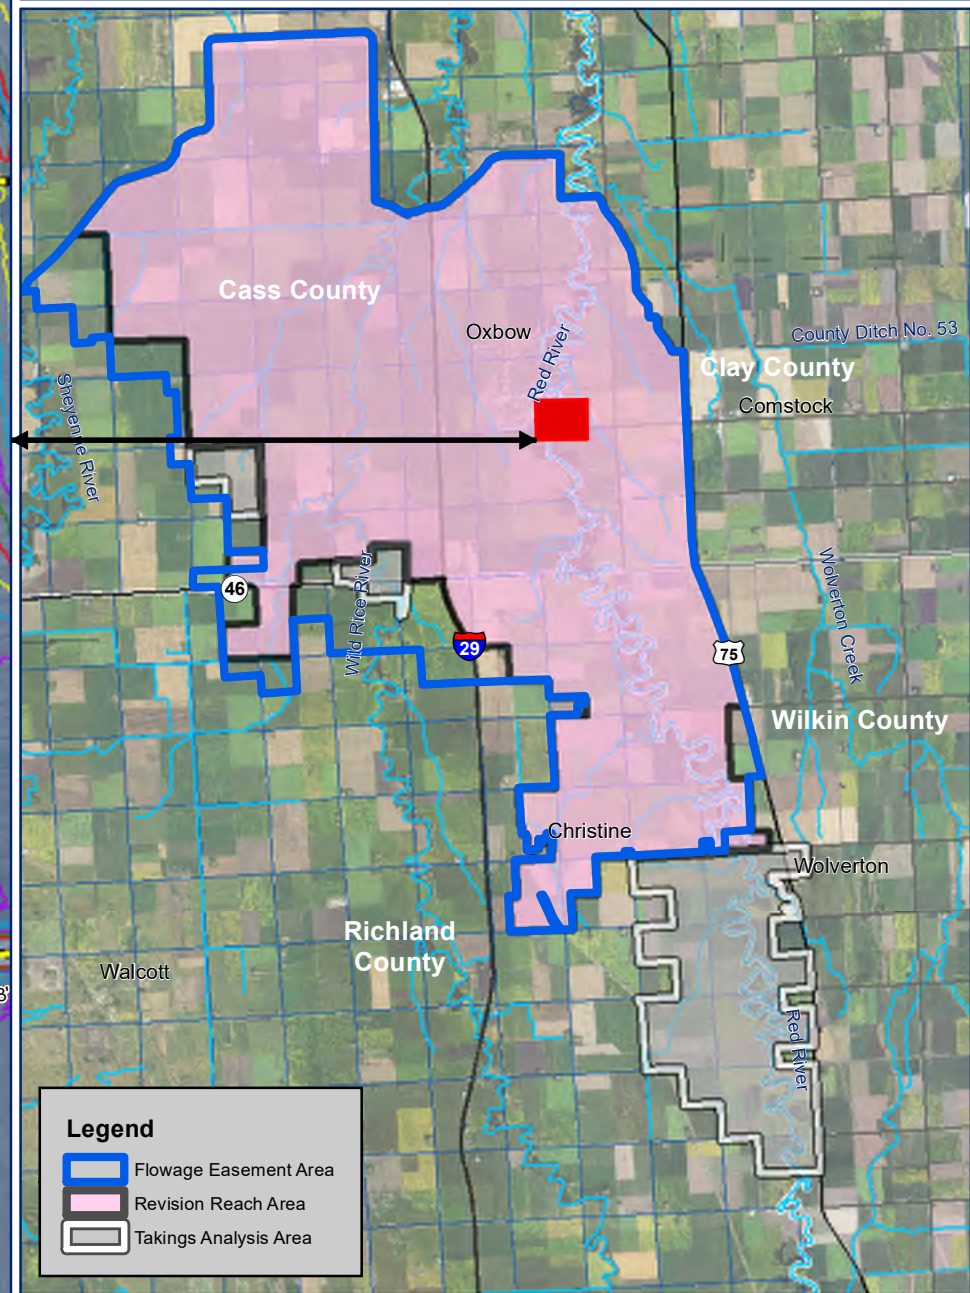 Cass County
Oxbow
Red River
County Ditch No. 53
Clay County
Comstock
Sheyenne River
46
Wild Rice River
29
75
Wolverton Creek
Wilkin County
Christine
Wolverton
Richland
County
Walcott
Red River
Legend
Flowage Easement Area
Revision Reach Area
Takings Analysis Area